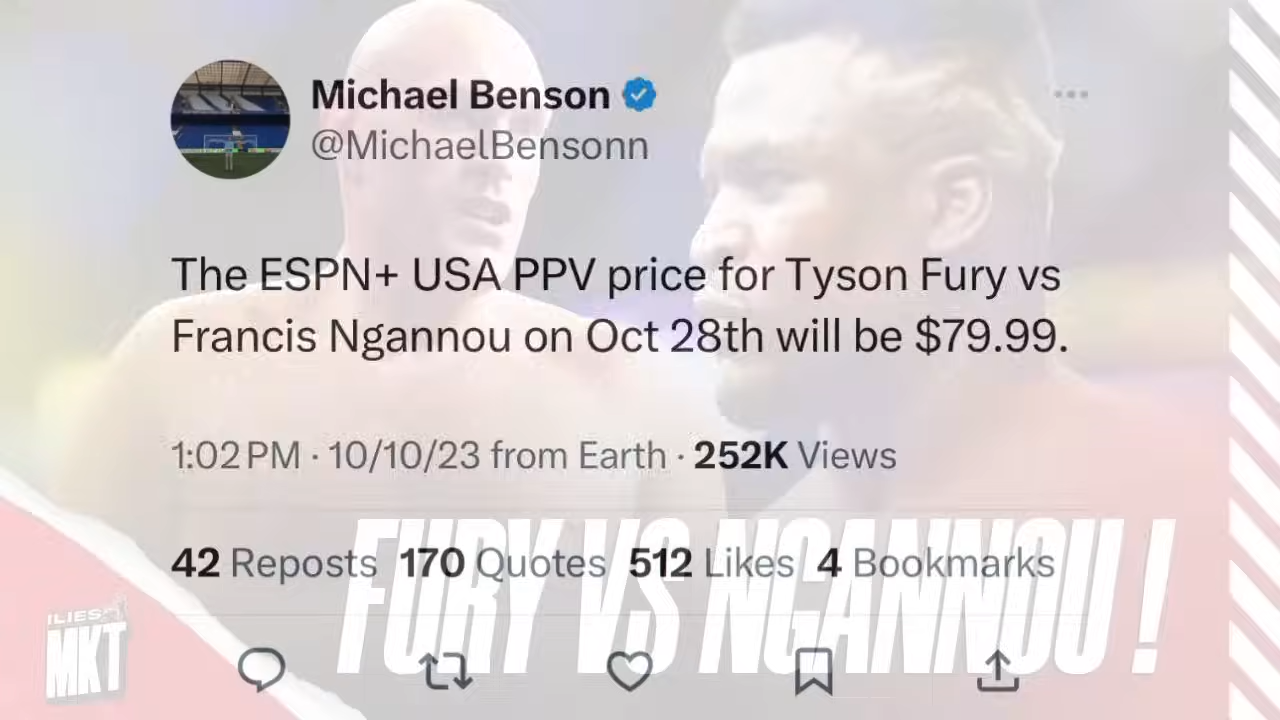 Michael Benson
@MichaelBensonn
The ESPN+ USA PPV price for Tyson Fury vs
Francis Ngannou on Oct 28th will be $79.99.
1:02 PM · 10/10/23 from Earth · 252K Views
FURY VS NGANNOU !
42 Reposts 170 Quotes 512 Likes 4 Bookmarks
ILIES
MKT